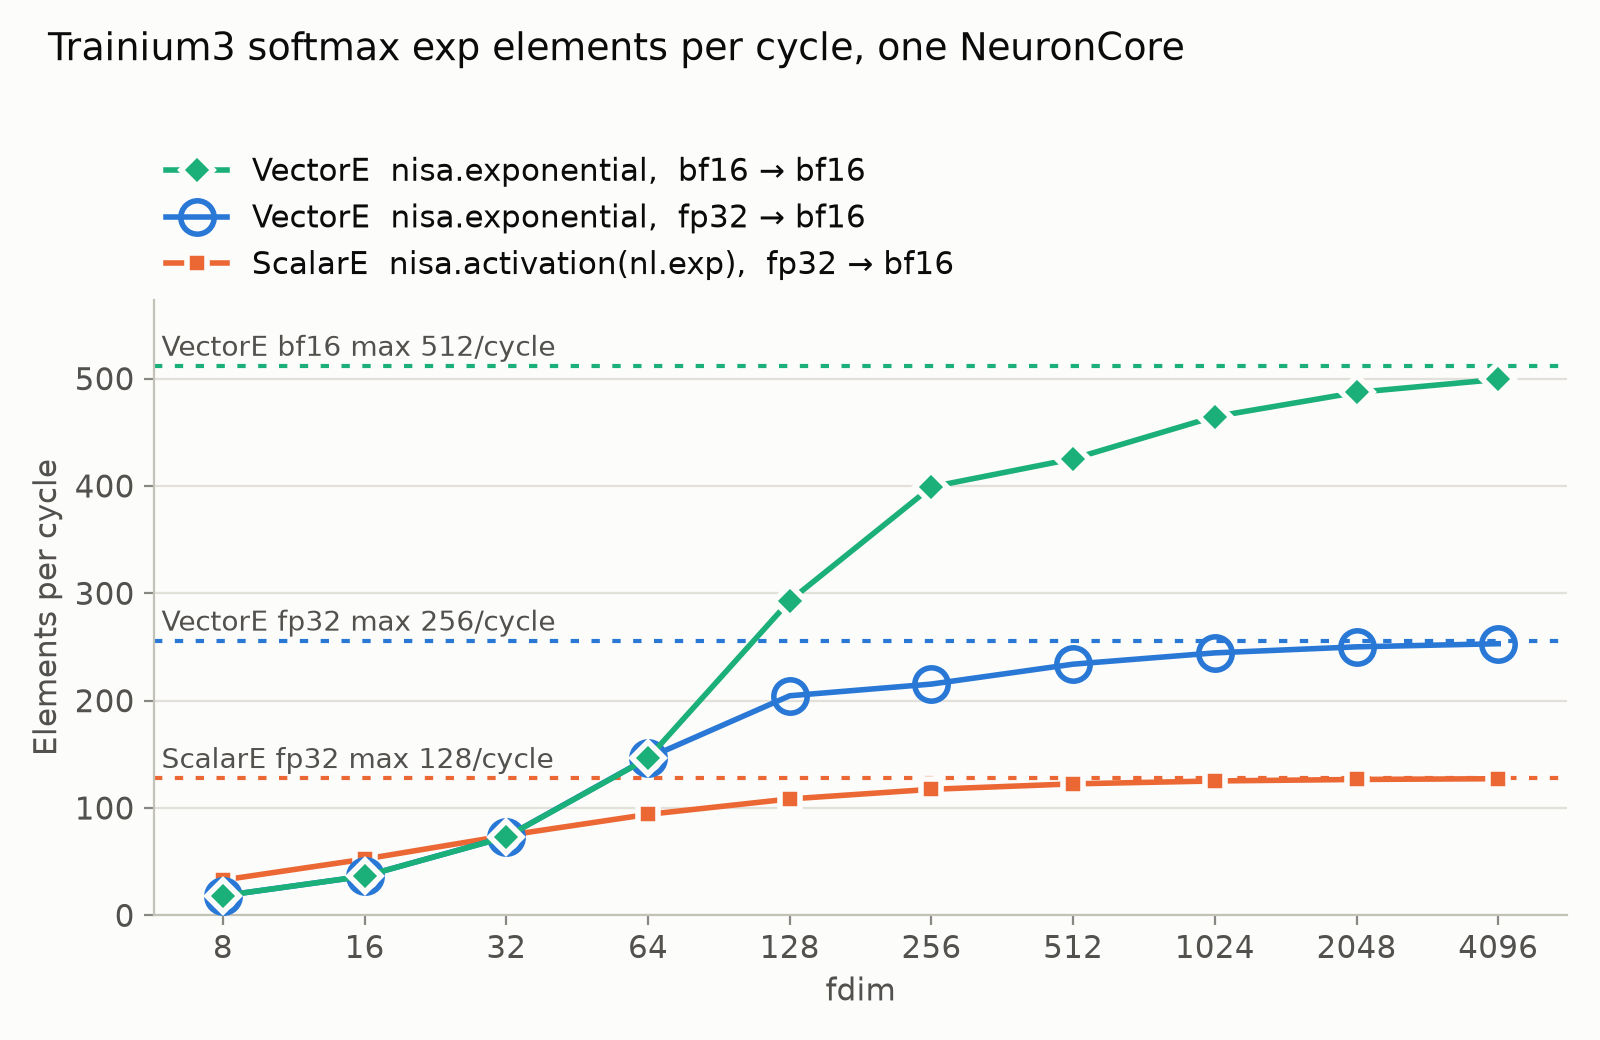 Trainium3 softmax exp elements per cycle, one NeuronCore
VectorE  nisa.exponential,  bf16 → bf16
VectorE  nisa.exponential,  fp32 → bf16
ScalarE  nisa.activation(nl.exp),  fp32 → bf16
VectorE bf16 max 512/cycle
500
400
300
VectorE fp32 max 256/cycle
200
ScalarE fp32 max 128/cycle
100
0
Elements per cycle
8 16 32 64 128 256 512 1024 2048 4096
fdim